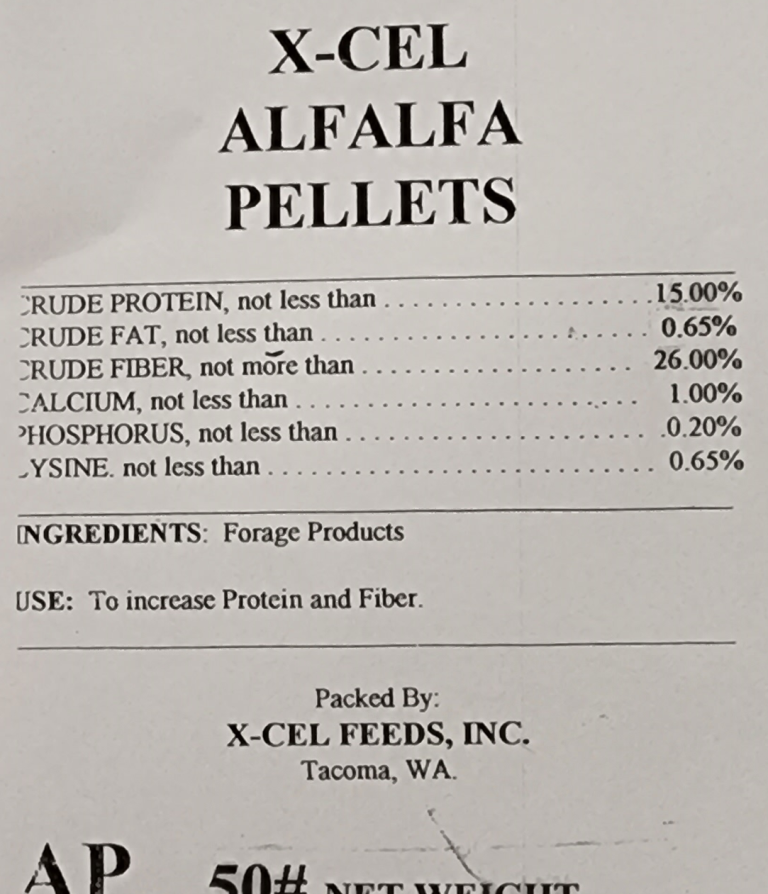 X-CEL
ALFALFA
PELLETS
CRUDE PROTEIN, not less than . . . . . . . . . . . . . . . . . . . . . . . . 15.00%
CRUDE FAT, not less than . . . . . . . . . . . . . . . . . . . . . . . . . . . . . 0.65%
CRUDE FIBER, not more than . . . . . . . . . . . . . . . . . . . . . . . . 26.00%
CALCIUM, not less than . . . . . . . . . . . . . . . . . . . . . . . . . . . . . . 1.00%
PHOSPHORUS, not less than . . . . . . . . . . . . . . . . . . . . . . . . . . 0.20%
LYSINE. not less than . . . . . . . . . . . . . . . . . . . . . . . . . . . . . . . . 0.65%
INGREDIENTS: Forage Products
USE: To increase Protein and Fiber.
Packed By:
X-CEL FEEDS, INC.
Tacoma, WA.
AP 50# NET WEIGHT